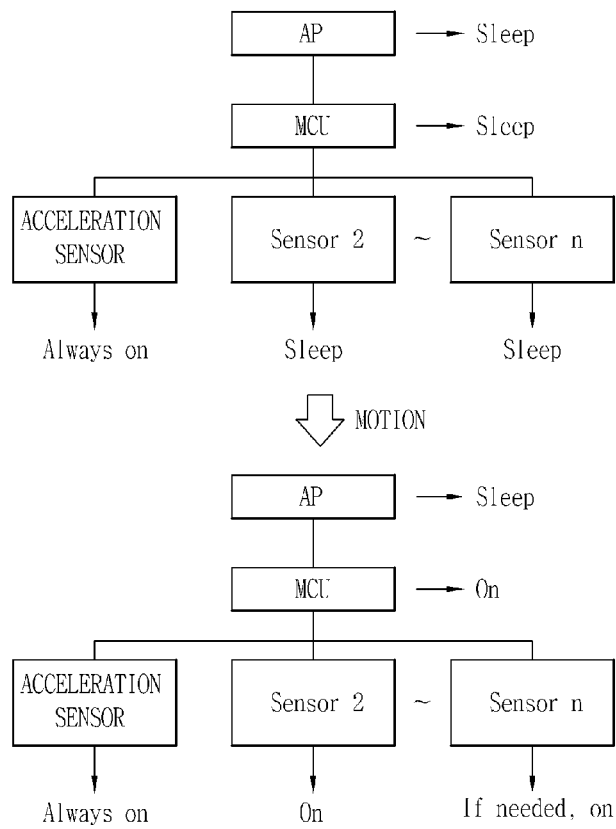 AP
Sleep
MCU
Sleep
ACCELERATION
SENSOR
Sensor 2
~
Sensor n
Always on
Sleep
Sleep
MOTION
AP
Sleep
MCU
On
ACCELERATION
SENSOR
Sensor 2
~
Sensor n
Always on
On
If needed, on